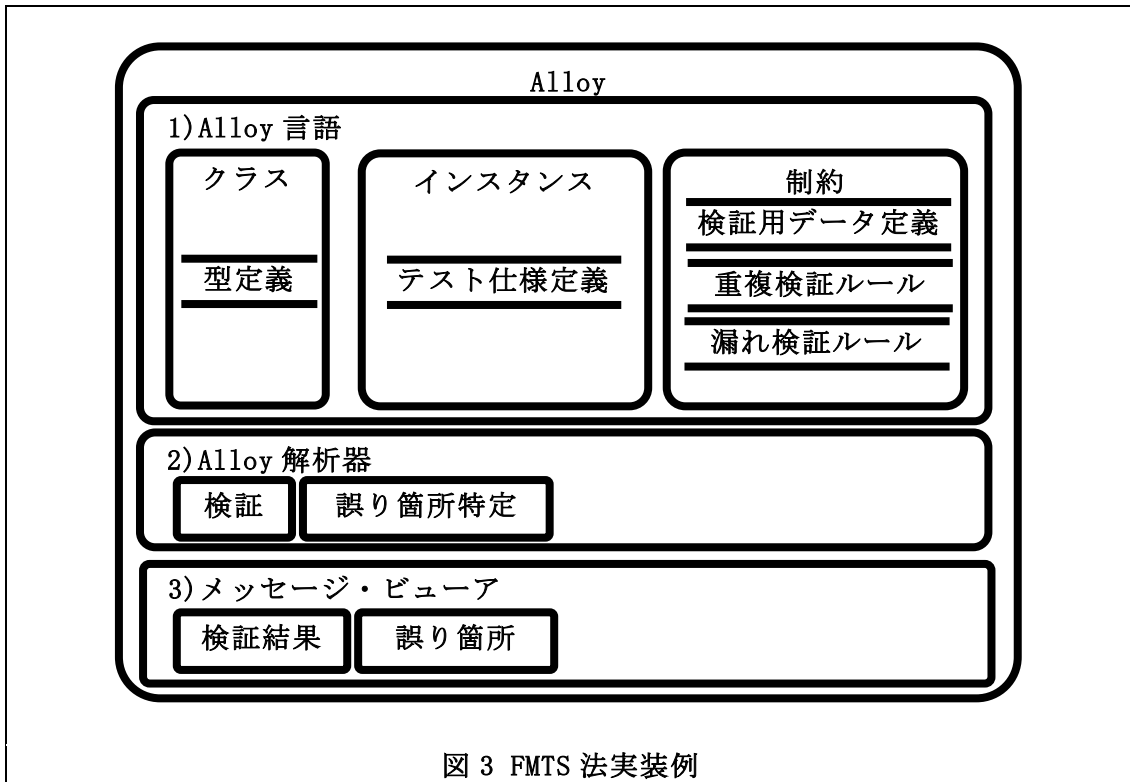 Alloy
1)Alloy 言語
クラス
型定義
インスタンス
テスト仕様定義
制約
検証用データ定義
重複検証ルール
漏れ検証ルール
2)Alloy 解析器
検証
誤り箇所特定
3)メッセージ・ビューア
検証結果
誤り箇所
図 3 FMTS 法実装例